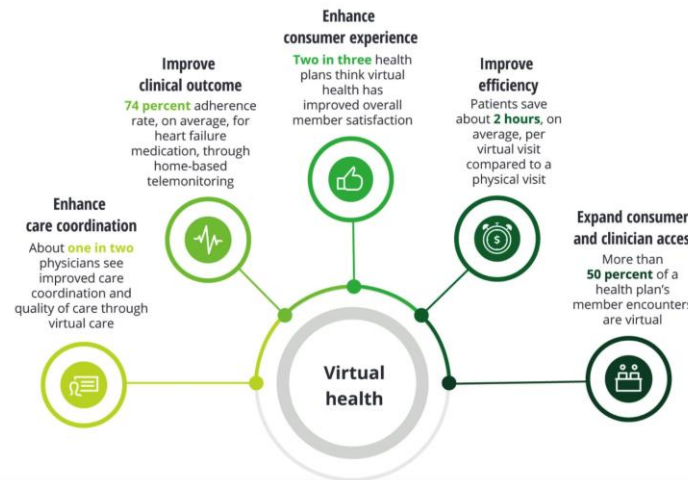 Enhance
care coordination
About one in two
physicians see
improved care
coordination and
quality of care through
virtual care
Improve
clinical outcome
74 percent adherence
rate, on average, for
heart failure
medication, through
home-based
telemonitoring
Enhance
consumer experience
Two in three health
plans think virtual
health has
improved overall
member satisfaction
Improve
efficiency
Patients save
about 2 hours, on
average, per
virtual visit
compared to a
physical visit
$
Expand consumer
and clinician acces
More than
50 percent of a
health plan's
member encounters
are virtual
Virtual
health